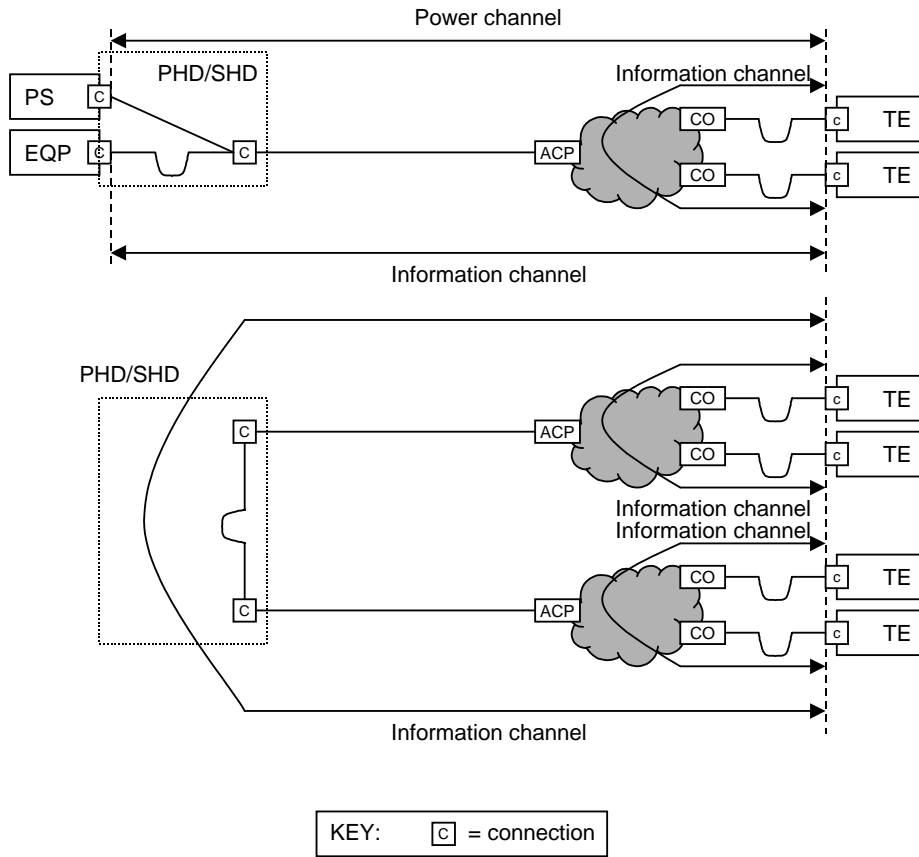 Power channel
PHD/SHD
Information channel
PS
C
CO
c
TE
EQP
C
C
ACP
CO
c
TE
Information channel
PHD/SHD
CO
c
TE
C
ACP
CO
c
TE
Information channel
Information channel
CO
c
TE
C
ACP
CO
c
TE
Information channel
KEY: C = connection